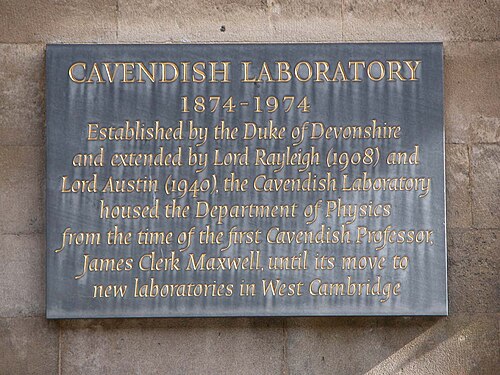 CAVENDISH LABORATORY
1874-1974
Established by the Duke of Devonshire
and extended by Lord Rayleigh (1908) and
Lord Austin (1940), the Cavendish Laboratory
housed the Department of Physics
from the time of the first Cavendish Professor,
James Clerk Maxwell, until its move to
new laboratories in West Cambridge